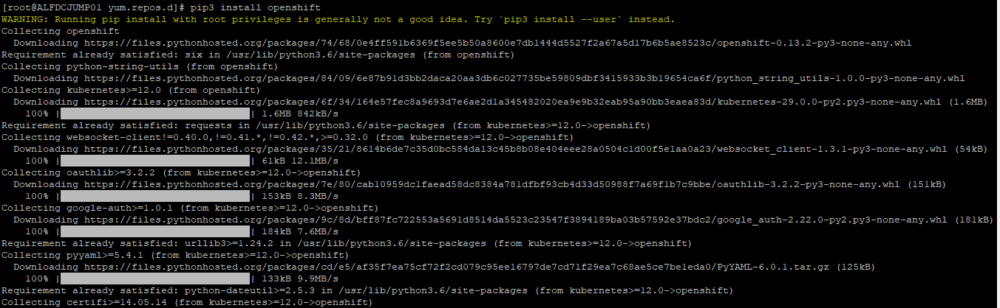 [root@ALFDCJUMP01 yum.repos.d]# pip3 install openshift
WARNING: Running pip install with root privileges is generally not a good idea. Try `pip3 install --user` instead.
Collecting openshift
Downloading https://files.pythonhosted.org/packages/74/68/0e4ff591b6369f5ee5b50a8600e7db1444d5527f2a67a5d17b6b5ae8523c/openshift-0.13.2-py3-none-any.whl
Requirement already satisfied: six in /usr/lib/python3.6/site-packages (from openshift)
Collecting python-string-utils (from openshift)
Downloading https://files.pythonhosted.org/packages/84/09/6e87b91d3bb2daca20aa3db6c027735be59809dbf3415933b3b19654ca6f/python_string_utils-1.0.0-py3-none-any.whl
Collecting kubernetes>=12.0 (from openshift)
Downloading https://files.pythonhosted.org/packages/6f/34/164e57fec8a9693d7e6ae2d1a345482020ea9e9b32eab95a90bb3eaea83d/kubernetes-29.0.0-py2.py3-none-any.whl (1.6MB)
100% || 1.6MB 842kB/s
Requirement already satisfied: requests in /usr/lib/python3.6/site-packages (from kubernetes>=12.0->openshift)
Collecting websocket-client!=0.40.0,!=0.41.*,!=0.42.*,>=0.32.0 (from kubernetes>=12.0->openshift)
Downloading https://files.pythonhosted.org/packages/35/21/8614b6de7c35d0bc584da13c45b8b08e404eee28a0504c1d00f5e1aa0a23/websocket_client-1.3.1-py3-none-any.whl (54kB)
100% || 61kB 12.1MB/s
Collecting oauthlib>=3.2.2 (from kubernetes>=12.0->openshift)
Downloading https://files.pythonhosted.org/packages/7e/80/cab10959dc1faead58dc8384a781dfbf93cb4d33d50988f7a69f1b7c9bbe/oauthlib-3.2.2-py3-none-any.whl (151kB)
100% || 153kB 8.3MB/s
Collecting google-auth>=1.0.1 (from kubernetes>=12.0->openshift)
Downloading https://files.pythonhosted.org/packages/9c/8d/bff87fc722553a5691d8514da5523c23547f3894189ba03b57592e37bdc2/google_auth-2.22.0-py2.py3-none-any.whl (181kB)
100% || 184kB 7.6MB/s
Requirement already satisfied: urllib3>=1.24.2 in /usr/lib/python3.6/site-packages (from kubernetes>=12.0->openshift)
Collecting pyyaml>=5.4.1 (from kubernetes>=12.0->openshift)
Downloading https://files.pythonhosted.org/packages/cd/e5/af35f7ea75cf72f2cd079c95ee16797de7cd71f29ea7c68ae5ce7be1eda0/PyYAML-6.0.1.tar.gz (125kB)
100% || 133kB 9.9MB/s
Requirement already satisfied: python-dateutil>=2.5.3 in /usr/lib/python3.6/site-packages (from kubernetes>=12.0->openshift)
Collecting certifi>=14.05.14 (from kubernetes>=12.0->openshift)